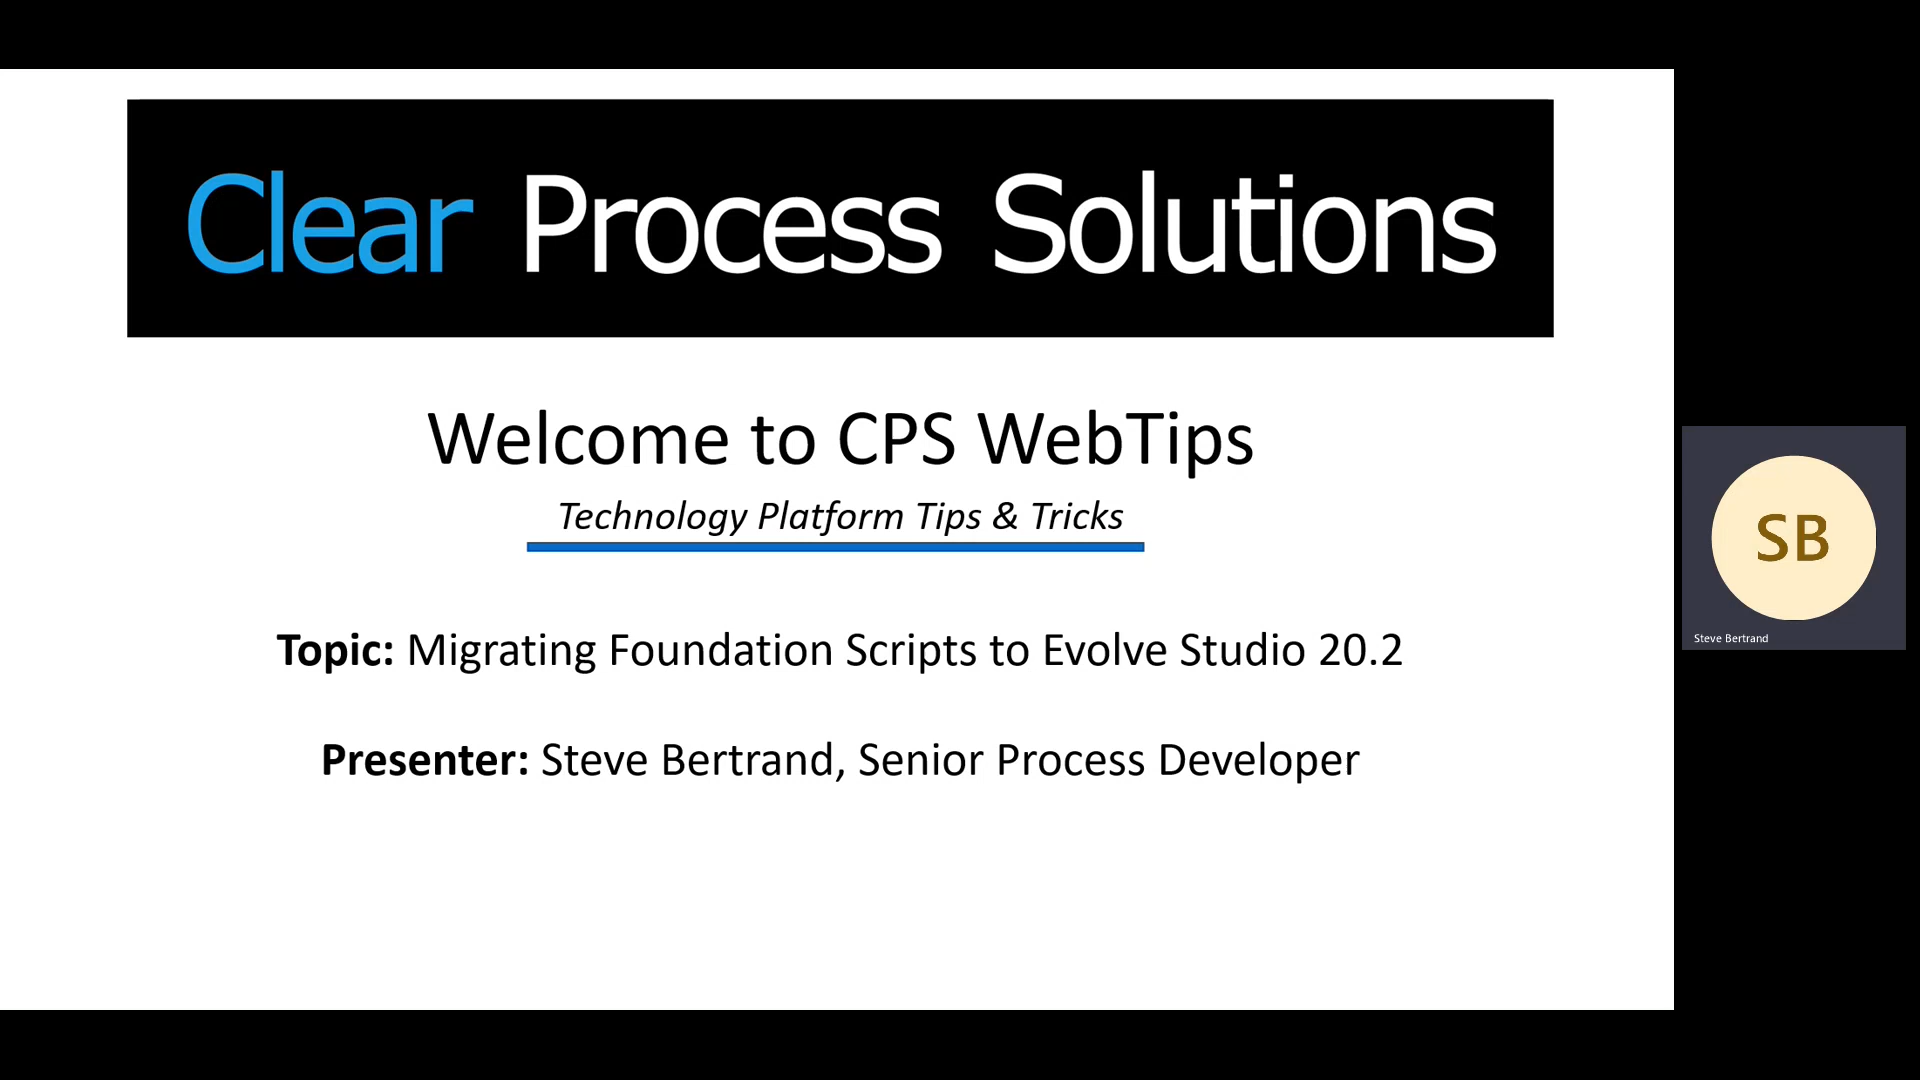 Clear Process Solutions
Welcome to CPS WebTips
Technology Platform Tips & Tricks
Topic: Migrating Foundation Scripts to Evolve Studio 20.2
Presenter: Steve Bertrand, Senior Process Developer
SB
Steve Bertrand